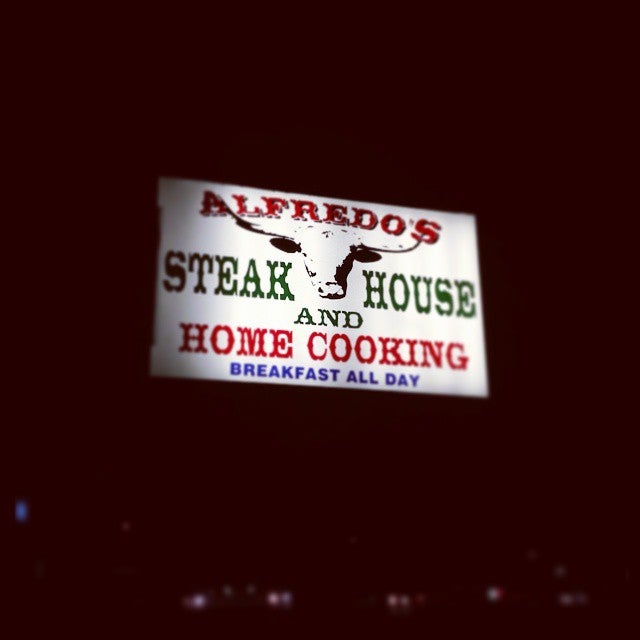 ALFREDO'S
STEAK HOUSE
AND
HOME COOKING
BREAKFAST ALL DAY